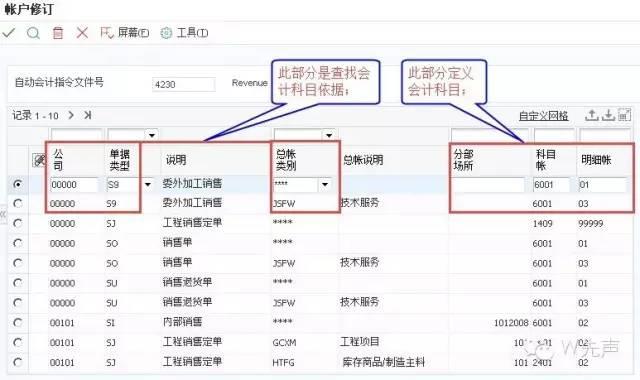 帐户修订
屏幕(R) 工具(T)
自动会计指令文件号 4230 Revenue
此部分是查找会计科目依据;
此部分定义会计科目;
记录 1 - 10 自定义网格
公司 单据类型 说明 总帐类别 总帐说明 分部场所 科目帐 明细帐
00000 S9 委外加工销售 **** 6001 01
00000 S9 委外加工销售 JSFW 技术服务 6001 03
00000 SJ 工程销售定单 **** 1409 99999
00000 SO 销售单 **** 6001 01
00000 SO 销售单 JSFW 技术服务 6001 03
00000 SU 销售退货单 **** 6001 01
00000 SU 销售退货单 JSFW 技术服务 6001 03
00101 SI 内部销售 **** 1012008 6001 02
00101 SJ 工程销售定单 GCXM 工程项目 02
00101 SJ 工程销售定单 HTFG 库存商品/制造主料 101 2401 02
W先声